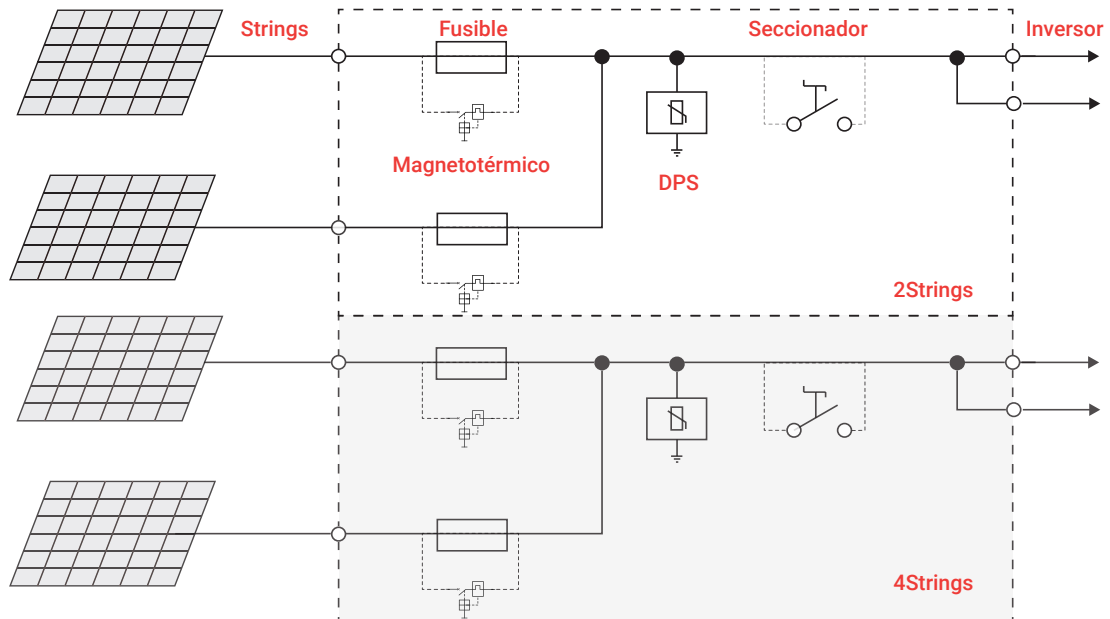 Strings
Fusible
Seccionador
Inversor
Magnetotérmico
DPS
2Strings
4Strings